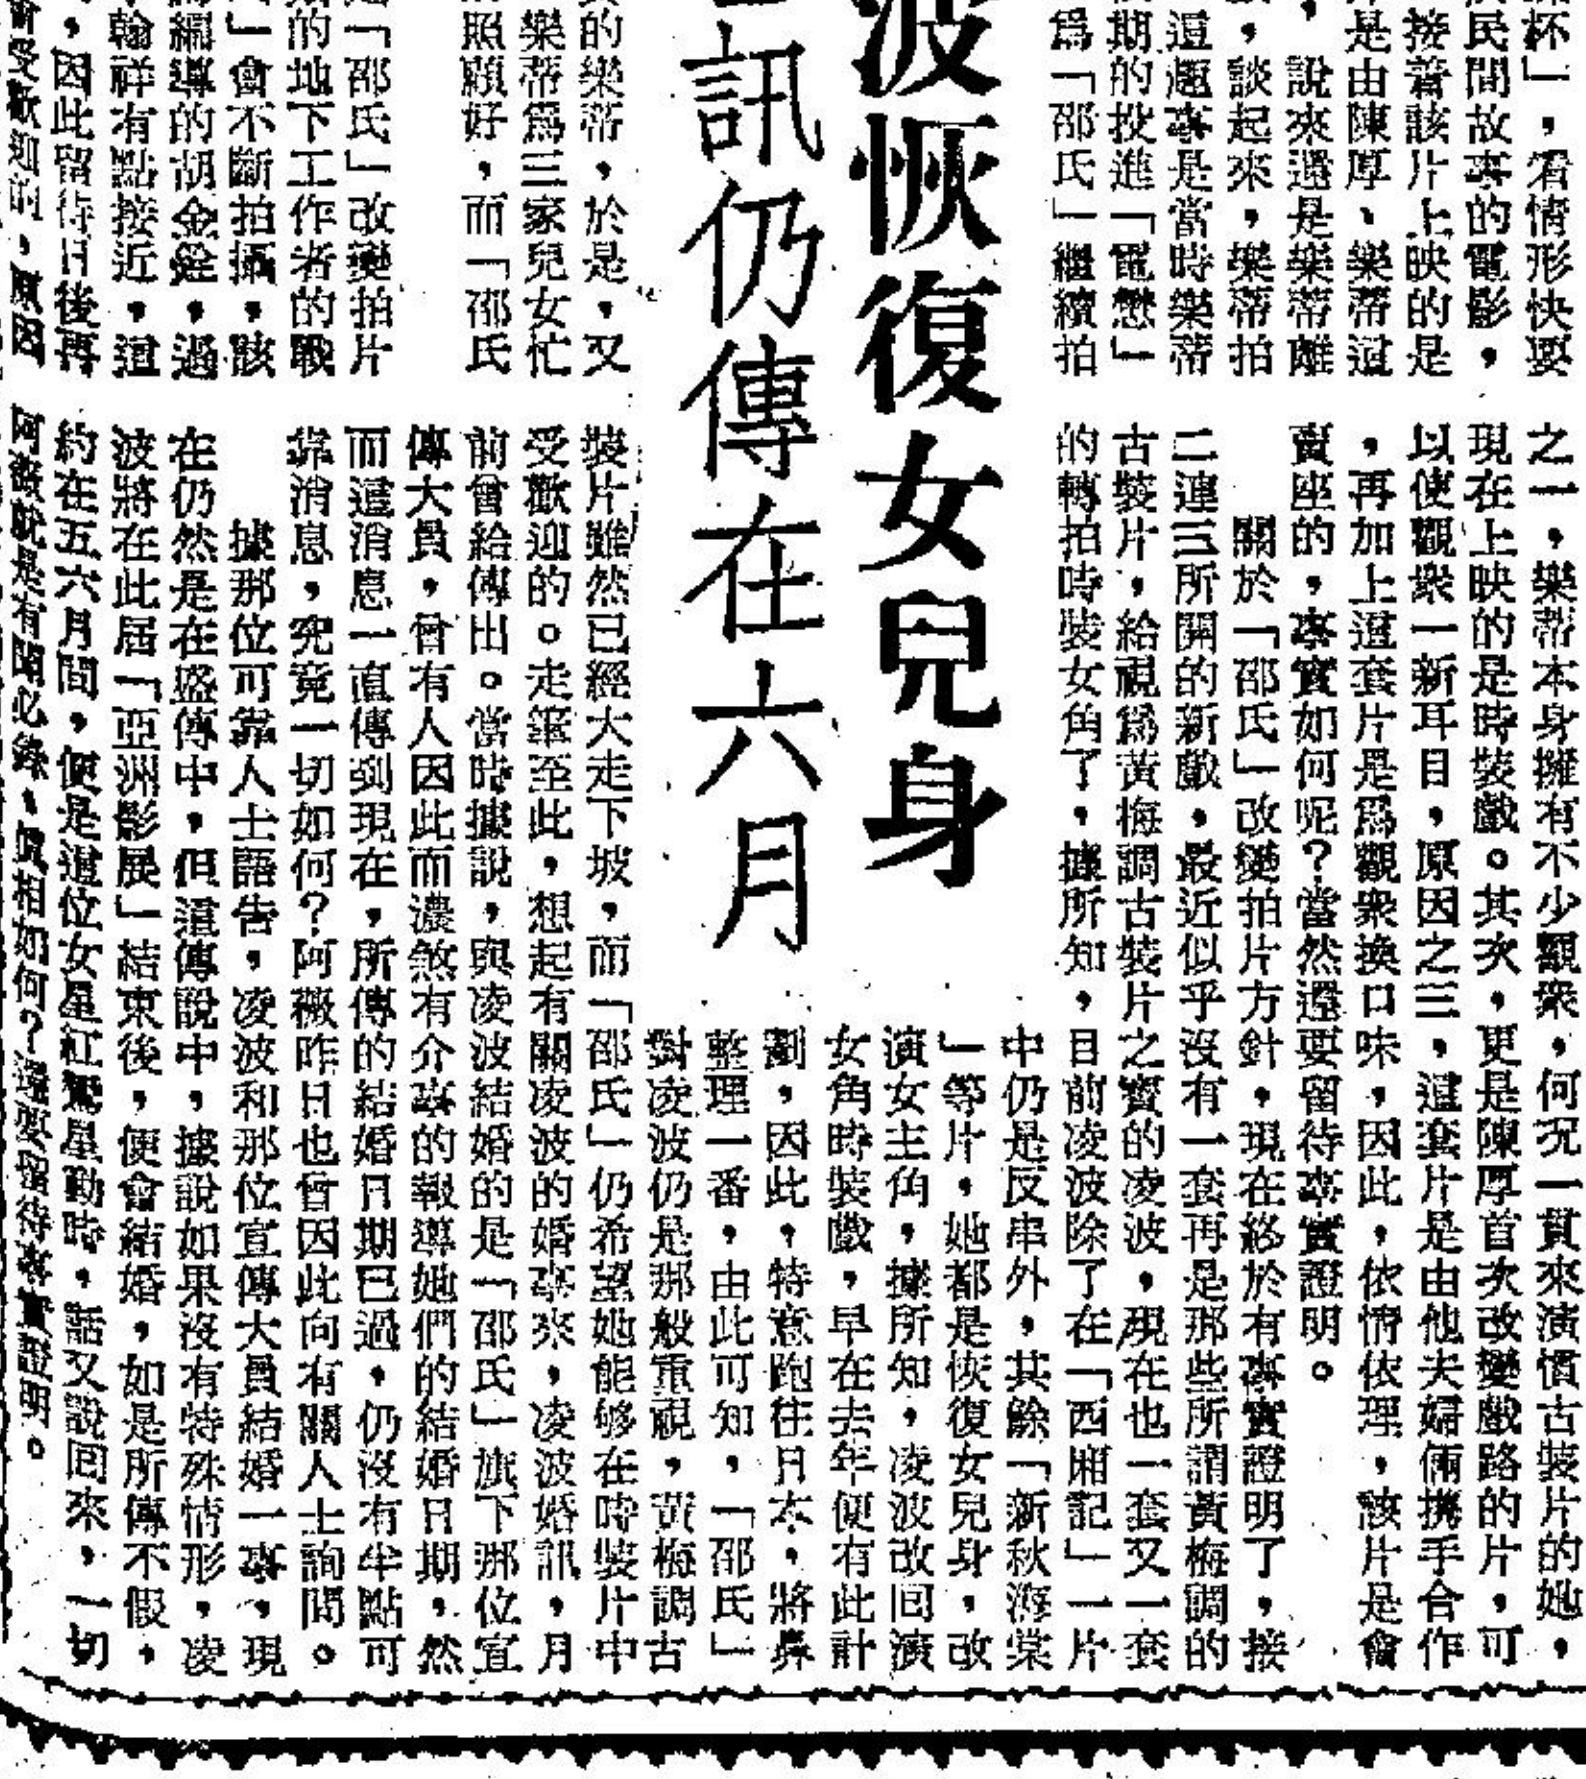 杯」，看情形快要
民間故事的電影，
接着該片上映的是
是由陳厚、樂蒂這
，說來還是樂蒂離
，談起來，樂蒂拍
這趣事是當時樂蒂
期的投進「電懋」
為「邵氏」繼續拍
波恢復女兒身
訊仍傳在六月
的樂蒂，於是，又
樂蒂為三家兒女忙
照顧好，而「邵氏
「邵氏」改變拍片
的地下工作者的戰
」會不斷拍攝，該
編導的胡金銓，過
翰祥有點接近，這
，因此留待日後再
會受歡迎的，原因
之一，樂蒂本身擁有不少觀衆，何況一貫來演慣古裝片的她，
現在上映的是時裝戲。其次，更是陳厚首次改變戲路的片，可
以使觀衆一新耳目，原因之三，這套片是由他夫婦倆携手合作
，再加上這套片是為觀衆換口味，因此，依情依理，該片是會
賣座的，事實如何呢？當然還要留待事實證明。
關於「邵氏」改變拍片方針，現在終於有事實證明了，接
二連三所開的新戲，最近似乎沒有一套再是那些所謂黃梅調的
古裝片，給視為黃梅調古裝片之寶的凌波，現在也一套又一套
的轉拍時裝女角了，據所知，目前凌波除了在「西廂記」一片
中仍是反串外，其餘「新秋海棠
」等片，她都是恢復女兒身，改
演女主角，據所知，凌波改回演
女角時裝戲，早在去年便有此計
劃，因此，特意跑往日本，將鼻
整理一番，由此可知，「邵氏」
對凌波仍是那般重視，黃梅調古
裝片雖然已經大走下坡，而「邵氏」仍希望她能够在時裝片中
受歡迎的。走筆至此，想起有關凌波的婚事來，凌波婚訊，月
前曾給傳出。當時據說，與凌波結婚的是「邵氏」旗下那位宣
傳大員，曾有人因此而濃煞有介事的報導她們的結婚日期，然
而這消息一直傳到現在，所傳的結婚日期已過，仍沒有半點可
靠消息，究竟一切如何？阿薇昨日也曾因此向有關人士詢問。
據那位可靠人士語告，凌波和那位宣傳大員結婚一事，現
在仍然是在盛傳中，但這傳說中，據說如果沒有特殊情形，凌
波將在此屆「亞洲影展」結束後，便會結婚，如是所傳不假，
約在五六月間，便是這位女星紅鸞星動時，話又說回來，一切
阿薇就是有聞必錄，眞相如何？還要留待事實證明。